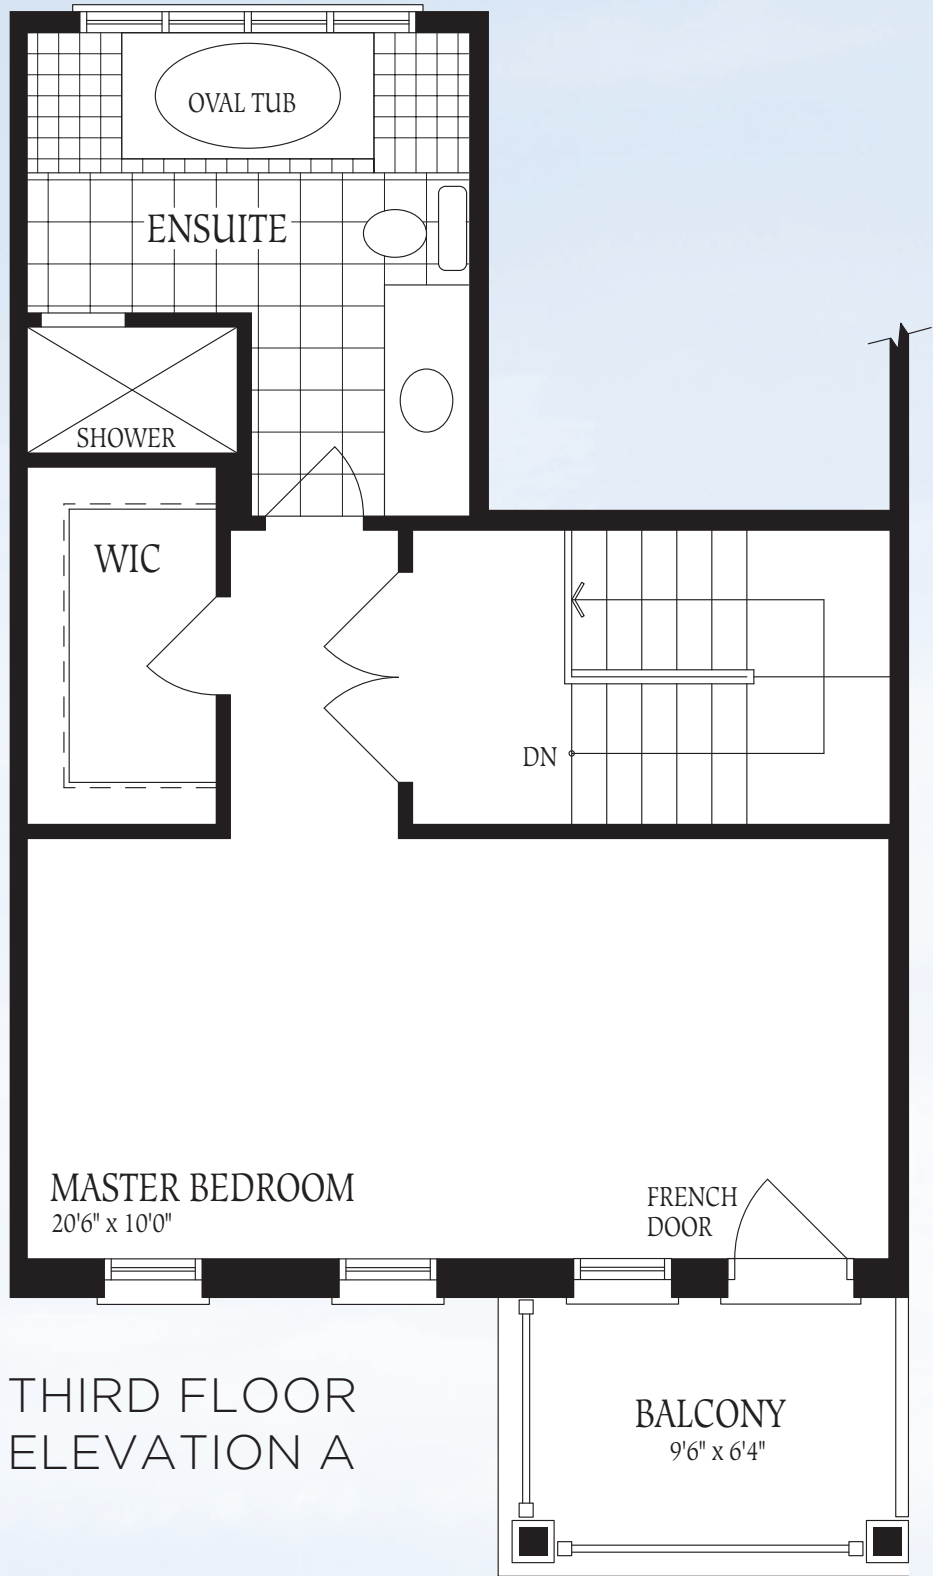 OVAL TUB
ENSUITE
SHOWER
WIC
DN
MASTER BEDROOM
20'6" x 10'0"
FRENCH
DOOR
THIRD FLOOR
ELEVATION A
BALCONY
9'6" x 6'4"